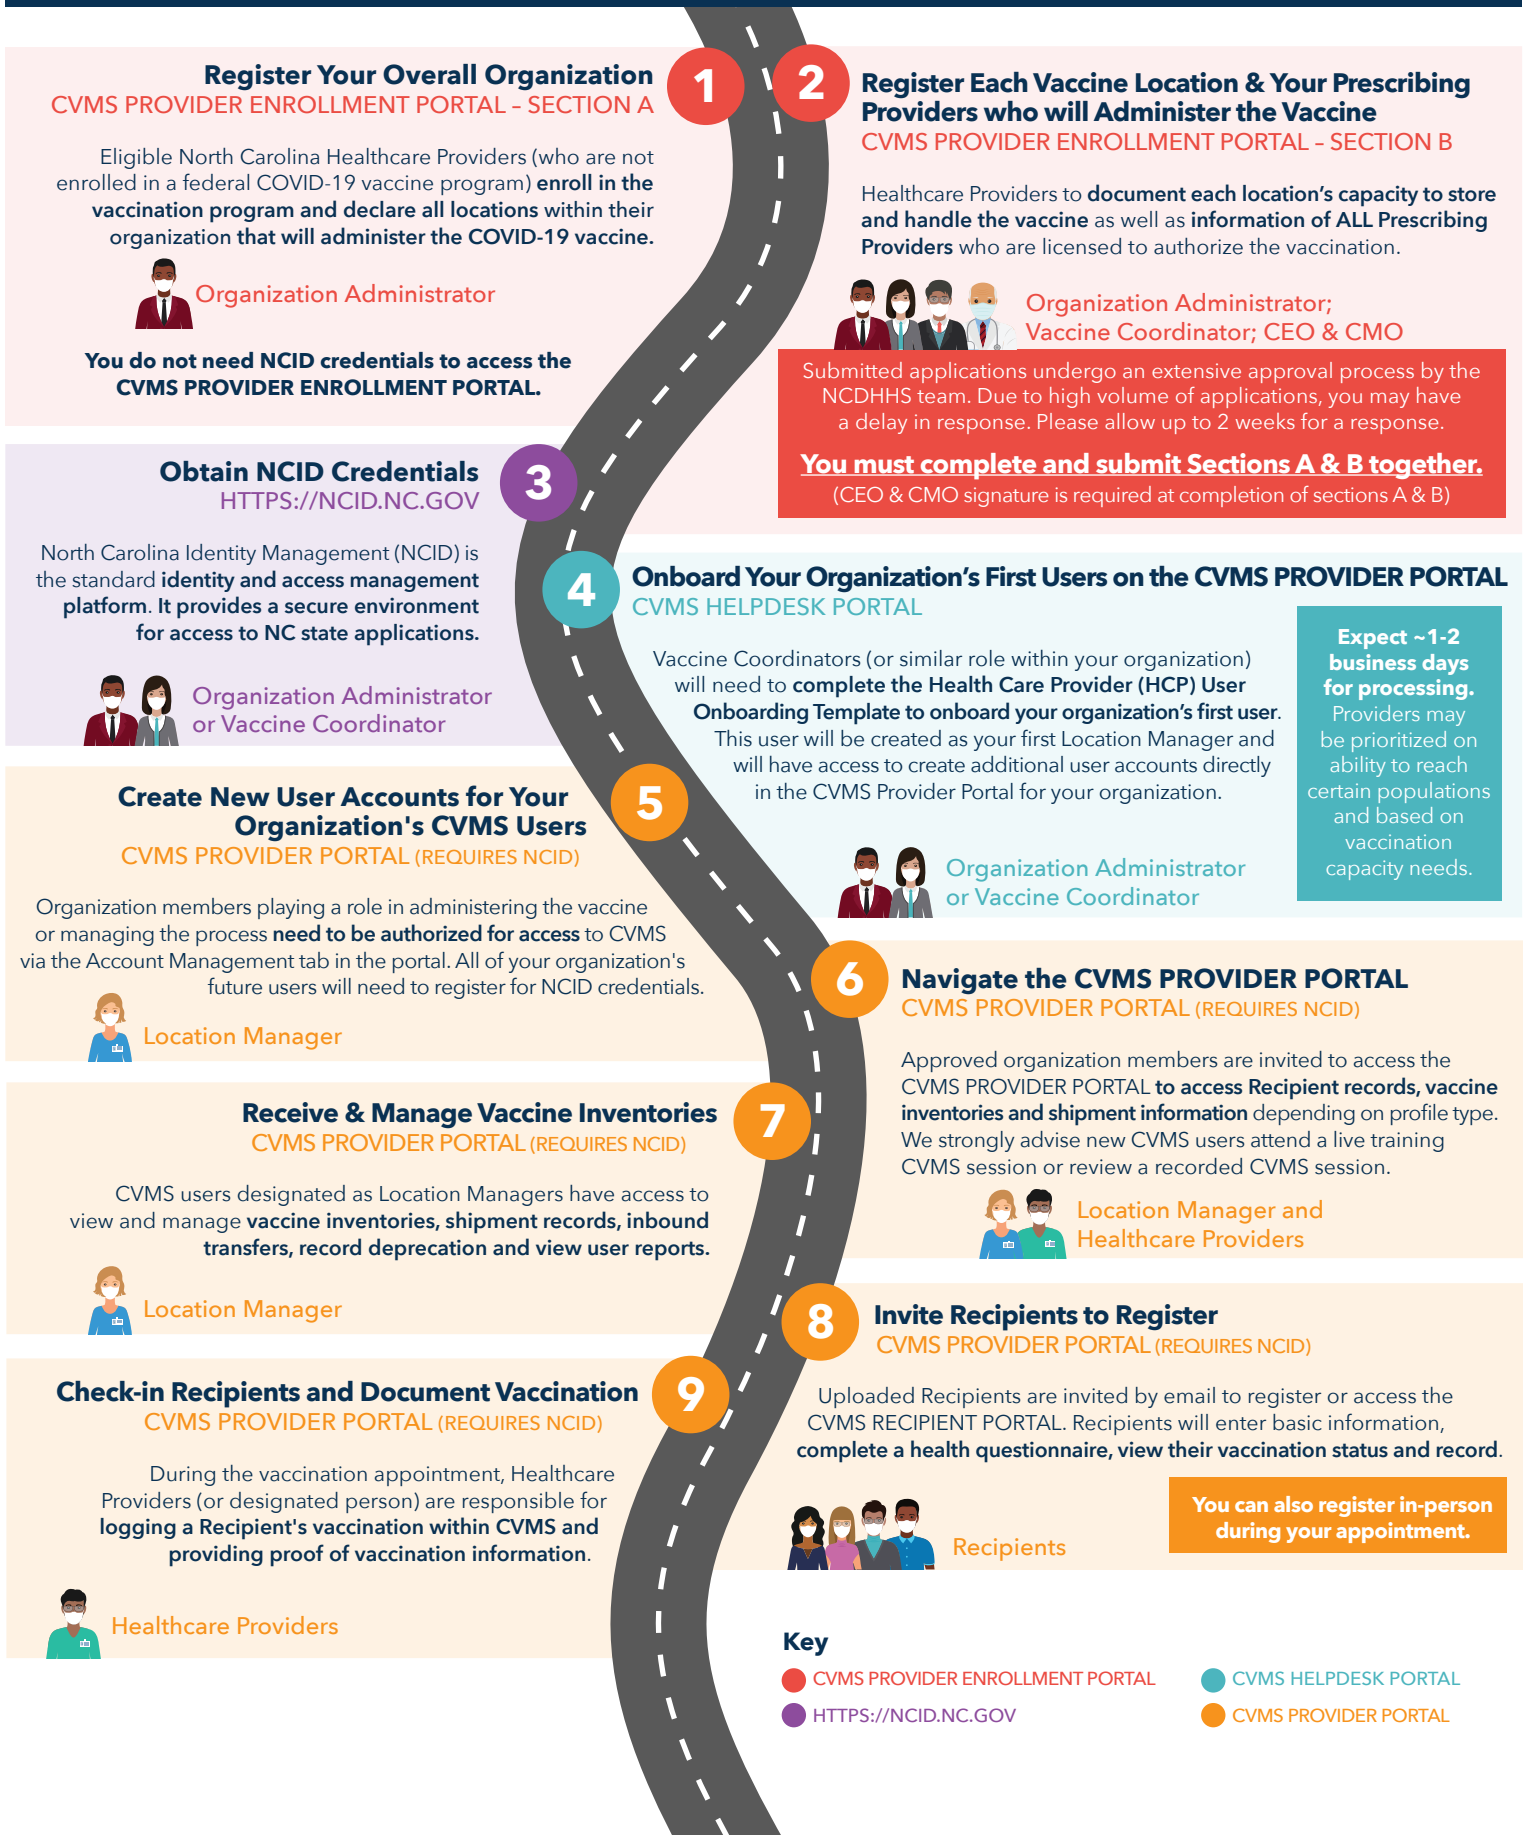 1
Register Your Overall Organization
CVMS PROVIDER ENROLLMENT PORTAL – SECTION A
Eligible North Carolina Healthcare Providers (who are not
enrolled in a federal COVID-19 vaccine program) enroll in the
vaccination program and declare all locations within their
organization that will administer the COVID-19 vaccine.
Organization Administrator
You do not need NCID credentials to access the
CVMS PROVIDER ENROLLMENT PORTAL.
2
Register Each Vaccine Location & Your Prescribing
Providers who will Administer the Vaccine
CVMS PROVIDER ENROLLMENT PORTAL – SECTION B
Healthcare Providers to document each location’s capacity to store
and handle the vaccine as well as information of ALL Prescribing
Providers who are licensed to authorize the vaccination.
Organization Administrator;
Vaccine Coordinator; CEO & CMO
Submitted applications undergo an extensive approval process by the
NCDHHS team. Due to high volume of applications, you may have
a delay in response. Please allow up to 2 weeks for a response.
You must complete and submit Sections A & B together.
(CEO & CMO signature is required at completion of sections A & B)
3
Obtain NCID Credentials
HTTPS://NCID.NC.GOV
North Carolina Identity Management (NCID) is
the standard identity and access management
platform. It provides a secure environment
for access to NC state applications.
Organization Administrator
or Vaccine Coordinator
4
Onboard Your Organization’s First Users on the CVMS PROVIDER PORTAL
CVMS HELPDESK PORTAL
Vaccine Coordinators (or similar role within your organization)
will need to complete the Health Care Provider (HCP) User
Onboarding Template to onboard your organization’s first user.
This user will be created as your first Location Manager and
will have access to create additional user accounts directly
in the CVMS Provider Portal for your organization.
Organization Administrator
or Vaccine Coordinator
Expect ~1-2
business days
for processing.
Providers may
be prioritized on
ability to reach
certain populations
and based on
vaccination
capacity needs.
5
Create New User Accounts for Your
Organization's CVMS Users
CVMS PROVIDER PORTAL (REQUIRES NCID)
Organization members playing a role in administering the vaccine
or managing the process need to be authorized for access to CVMS
via the Account Management tab in the portal. All of your organization's
future users will need to register for NCID credentials.
Location Manager
6
Navigate the CVMS PROVIDER PORTAL
CVMS PROVIDER PORTAL (REQUIRES NCID)
Approved organization members are invited to access the
CVMS PROVIDER PORTAL to access Recipient records, vaccine
inventories and shipment information depending on profile type.
We strongly advise new CVMS users attend a live training
CVMS session or review a recorded CVMS session.
Location Manager and
Healthcare Providers
7
Receive & Manage Vaccine Inventories
CVMS PROVIDER PORTAL (REQUIRES NCID)
CVMS users designated as Location Managers have access to
view and manage vaccine inventories, shipment records, inbound
transfers, record deprecation and view user reports.
Location Manager
8
Invite Recipients to Register
CVMS PROVIDER PORTAL (REQUIRES NCID)
Uploaded Recipients are invited by email to register or access the
CVMS RECIPIENT PORTAL. Recipients will enter basic information,
complete a health questionnaire, view their vaccination status and record.
Recipients
You can also register in-person
during your appointment.
9
Check-in Recipients and Document Vaccination
CVMS PROVIDER PORTAL (REQUIRES NCID)
During the vaccination appointment, Healthcare
Providers (or designated person) are responsible for
logging a Recipient's vaccination within CVMS and
providing proof of vaccination information.
Healthcare Providers
Key
CVMS PROVIDER ENROLLMENT PORTAL
CVMS HELPDESK PORTAL
HTTPS://NCID.NC.GOV
CVMS PROVIDER PORTAL